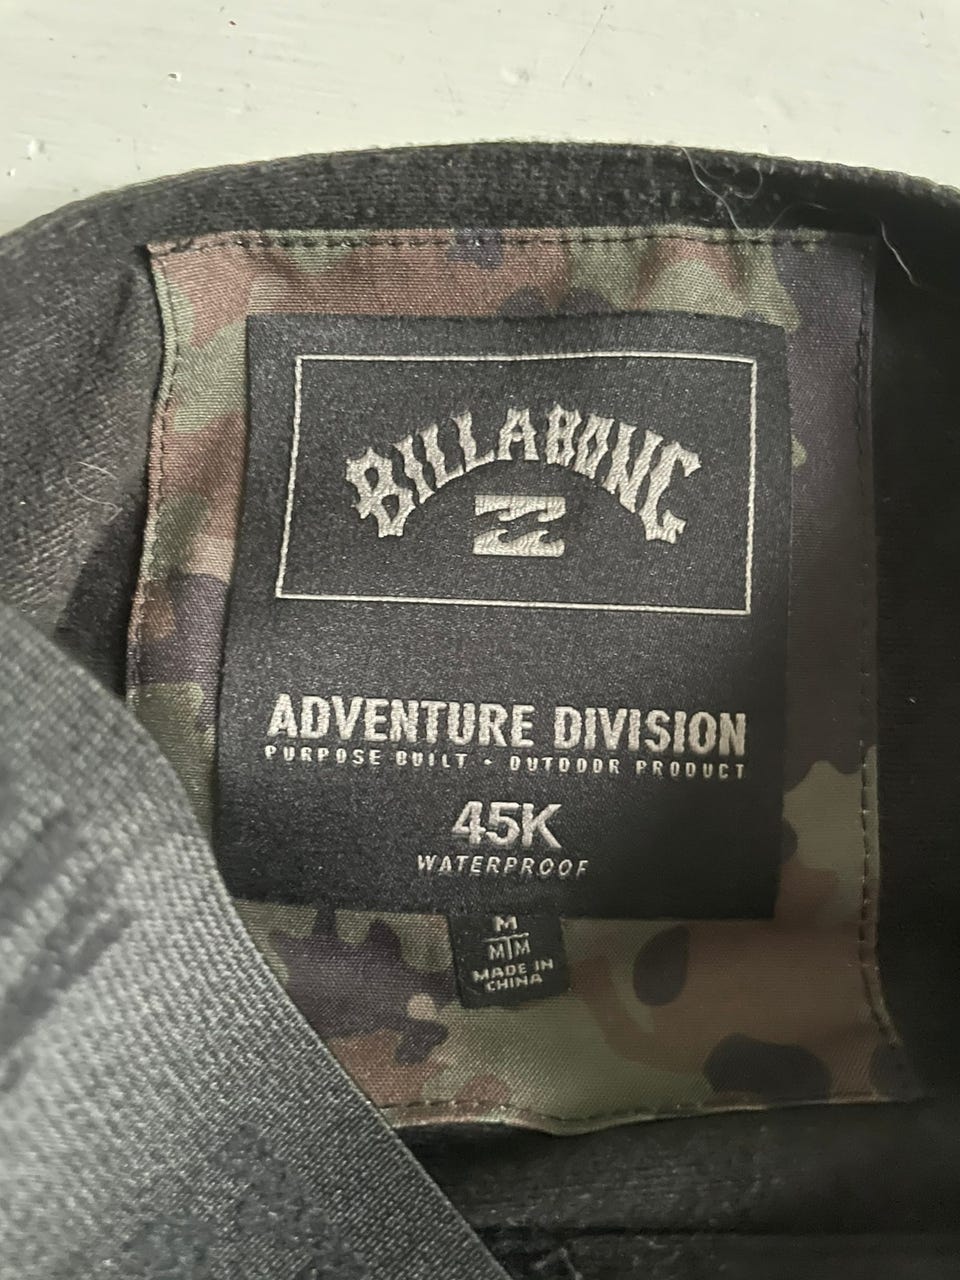 BILLABONG
ADVENTURE DIVISION
PURPOSE BUILT • OUTDOOR PRODUCT
45K
WATERPROOF
M
M|M
MADE IN
CHINA